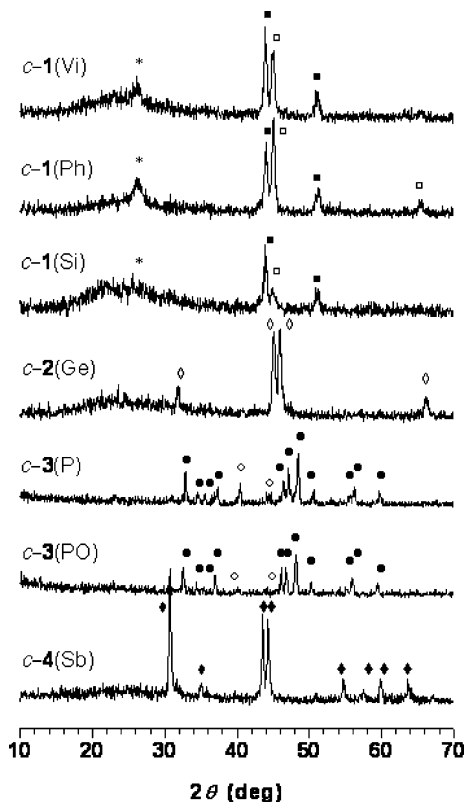 c-1(Vi)
*
c-1(Ph)
*
c-1(Si)
*
c-2(Ge)
c-3(P)
c-3(PO)
c-4(Sb)
10 20 30 40 50 60 70
2θ (deg)